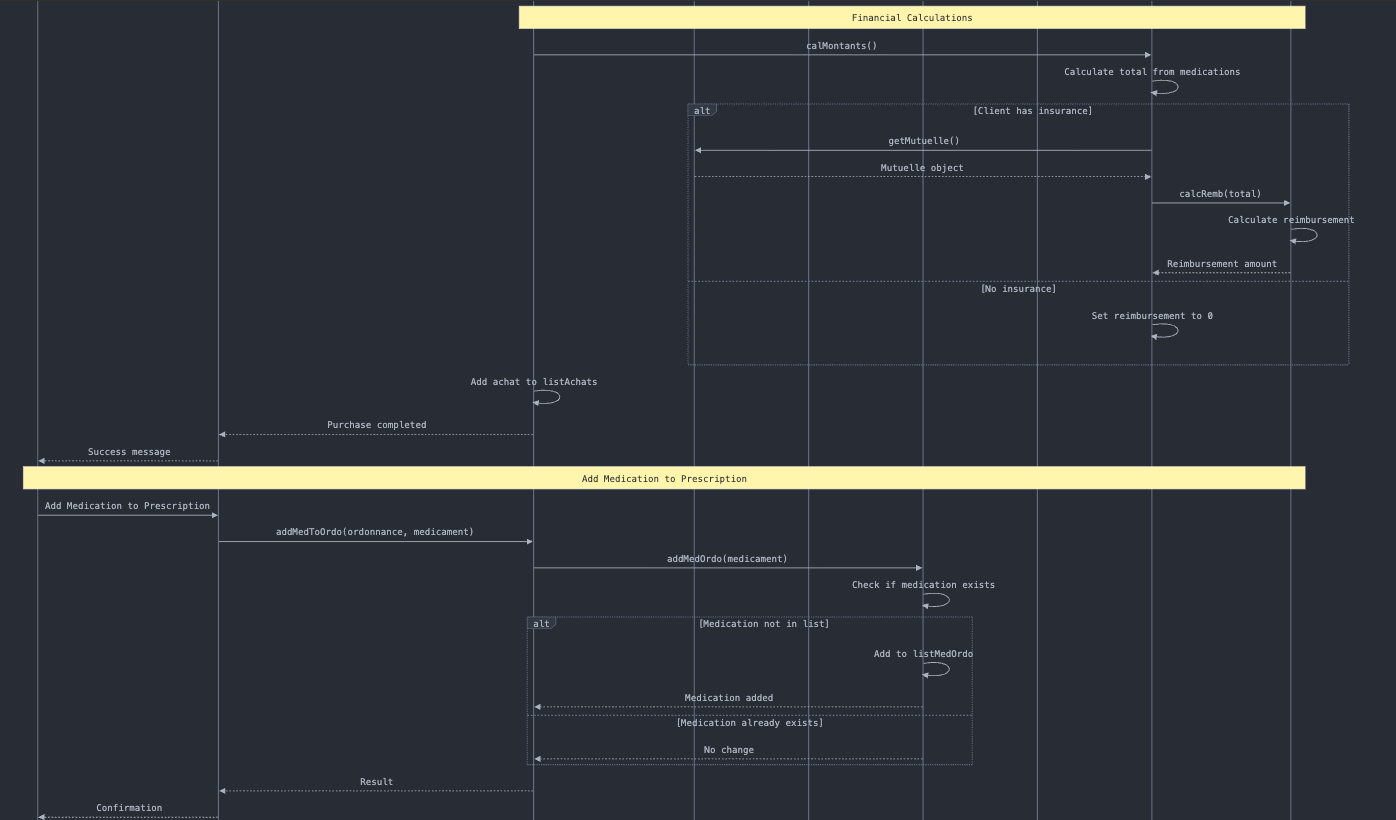 Financial Calculations
calMontants()
Calculate total from medications
alt
[Client has insurance]
getMutuelle()
Mutuelle object
calcRemb(total)
Calculate reimbursement
Reimbursement amount
[No insurance]
Set reimbursement to 0
Add achat to listAchats
Purchase completed
Success message
Add Medication to Prescription
Add Medication to Prescription
addMedToOrdo(ordonnance, medicament)
addMedOrdo(medicament)
Check if medication exists
alt
[Medication not in list]
Add to listMedOrdo
Medication added
[Medication already exists]
No change
Result
Confirmation